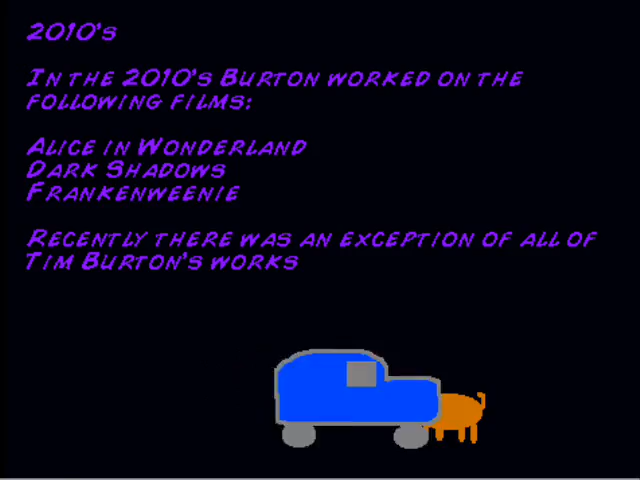 2010's
In the 2010's Burton worked on the
following films:
Alice in Wonderland
Dark Shadows
Frankenweenie
Recently there was an exception of all of
Tim Burton's works